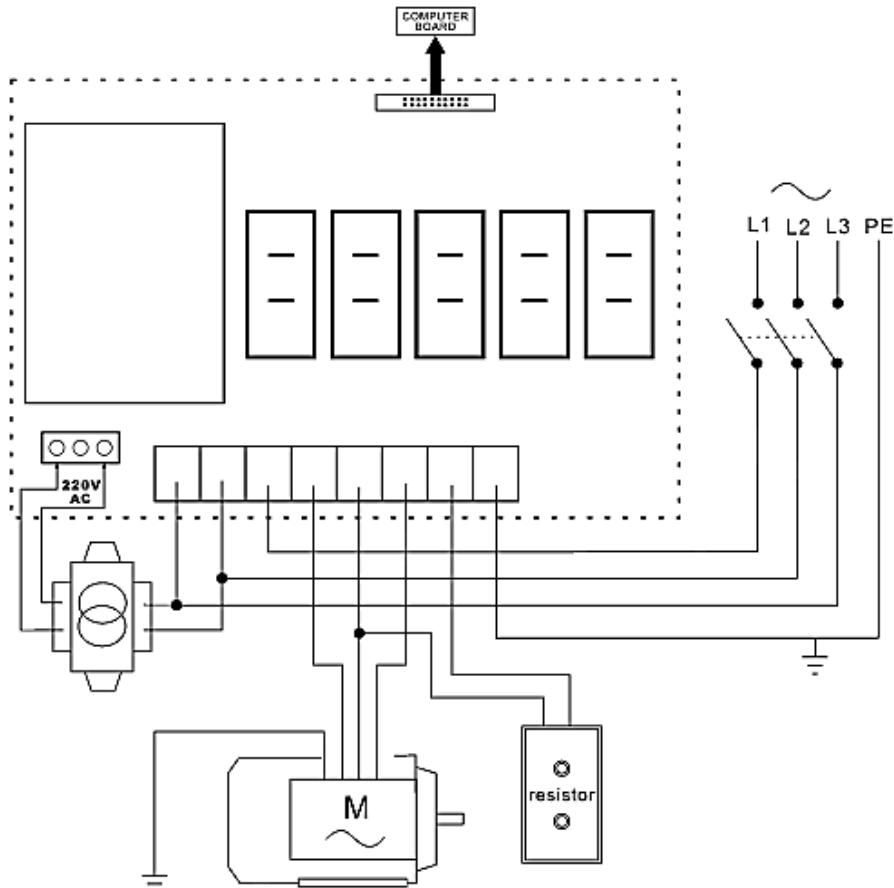 COMPUTER
BOARD
L1 L2 L3 PE
220V
AC
resistor
M